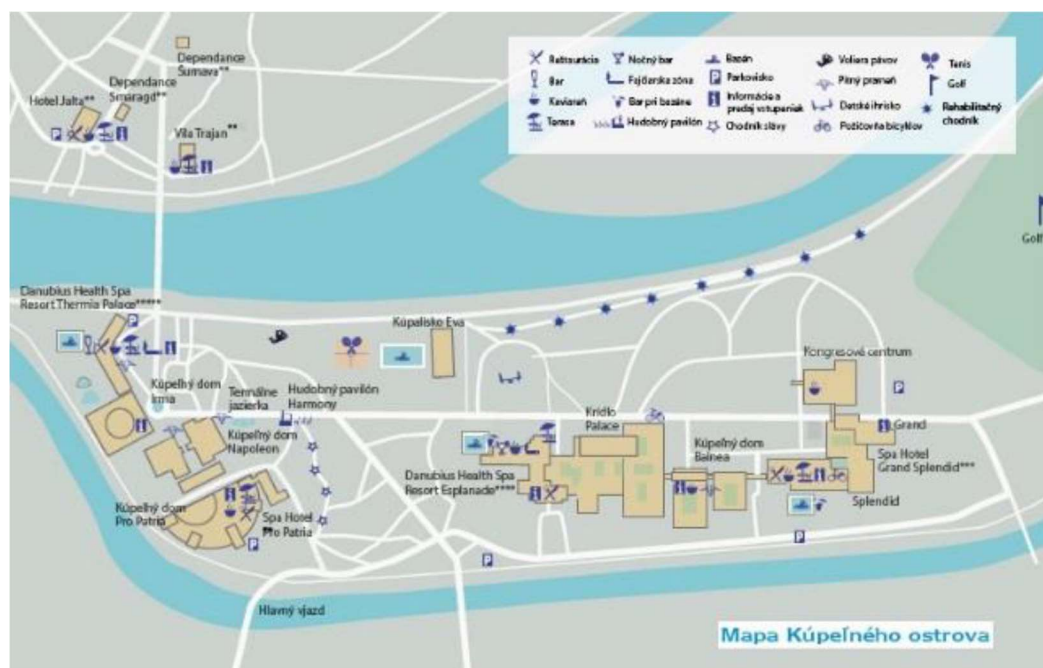 Dependance
Šumava**
Dependance
Smaragd**
Hotel Jalta**
Vila Trajan**
Reštaurácia
Bar
Kaviareň
Terasa
Nočný bar
Fajčiarska zóna
Bar pri bazéne
Hudobný pavilón
Bazén
Parkovisko
Informácie a
predaj vstupeniek
Chodník slávy
Voliera pávov
Pitný prameň
Detské ihrisko
Požičovňa bicyklov
Tenis
Golf
Rehabilitačný
chodník
Golf
Danubius Health Spa
Resort Thermia Palace*****
Kúpalisko Eva
Kongresové centrum
Kúpeľný dom
Irma
Termálne
jazierka
Hudobný pavilón
Harmony
Krídlo
Palace
Grand
Kúpeľný dom
Napoleon
Kúpeľný dom
Balnea
Spa Hotel
Grand Splendid***
Danubius Health Spa
Resort Esplanade****
Splendid
Kúpeľný dom
Pro Patria
Spa Hotel
Pro Patria
Hlavný vjazd
Mapa Kúpeľného ostrova